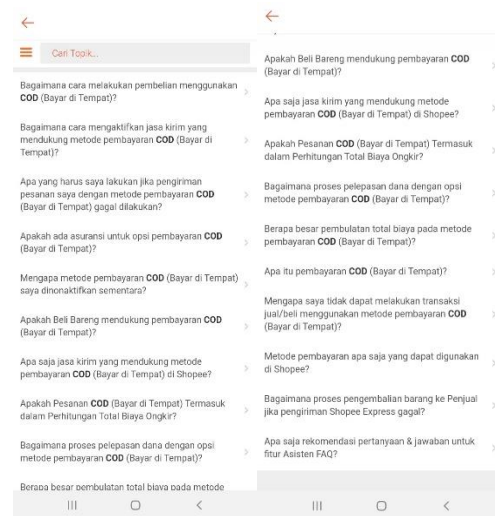 Cari Topik...
Bagaimana cara melakukan pembelian menggunakan
COD (Bayar di Tempat)?
Bagaimana cara mengaktifkan jasa kirim yang
mendukung metode pembayaran COD (Bayar di
Tempat)?
Apa yang harus saya lakukan jika pengiriman
pesanan saya dengan metode pembayaran COD
(Bayar di Tempat) gagal dilakukan?
Apakah ada asuransi untuk opsi pembayaran COD
(Bayar di Tempat)?
Mengapa metode pembayaran COD (Bayar di Tempat)
saya dinonaktifkan sementara?
Apakah Beli Bareng mendukung pembayaran COD
(Bayar di Tempat)?
Apa saja jasa kirim yang mendukung metode
pembayaran COD (Bayar di Tempat) di Shopee?
Apakah Pesanan COD (Bayar di Tempat) Termasuk
dalam Perhitungan Total Biaya Ongkir?
Bagaimana proses pelepasan dana dengan opsi
metode pembayaran COD (Bayar di Tempat)?
Berapa besar pembulatan total biaya pada metode
Apakah Beli Bareng mendukung pembayaran COD
(Bayar di Tempat)?
Apa saja jasa kirim yang mendukung metode
pembayaran COD (Bayar di Tempat) di Shopee?
Apakah Pesanan COD (Bayar di Tempat) Termasuk
dalam Perhitungan Total Biaya Ongkir?
Bagaimana proses pelepasan dana dengan opsi
metode pembayaran COD (Bayar di Tempat)?
Berapa besar pembulatan total biaya pada metode
pembayaran COD (Bayar di Tempat)?
Apa itu pembayaran COD (Bayar di Tempat)?
Mengapa saya tidak dapat melakukan transaksi
jual/beli menggunakan metode pembayaran COD
(Bayar di Tempat)?
Metode pembayaran apa saja yang dapat digunakan
di Shopee?
Bagaimana proses pengembalian barang ke Penjual
jika pengiriman Shopee Express gagal?
Apa saja rekomendasi pertanyaan & jawaban untuk
fitur Asisten FAQ?